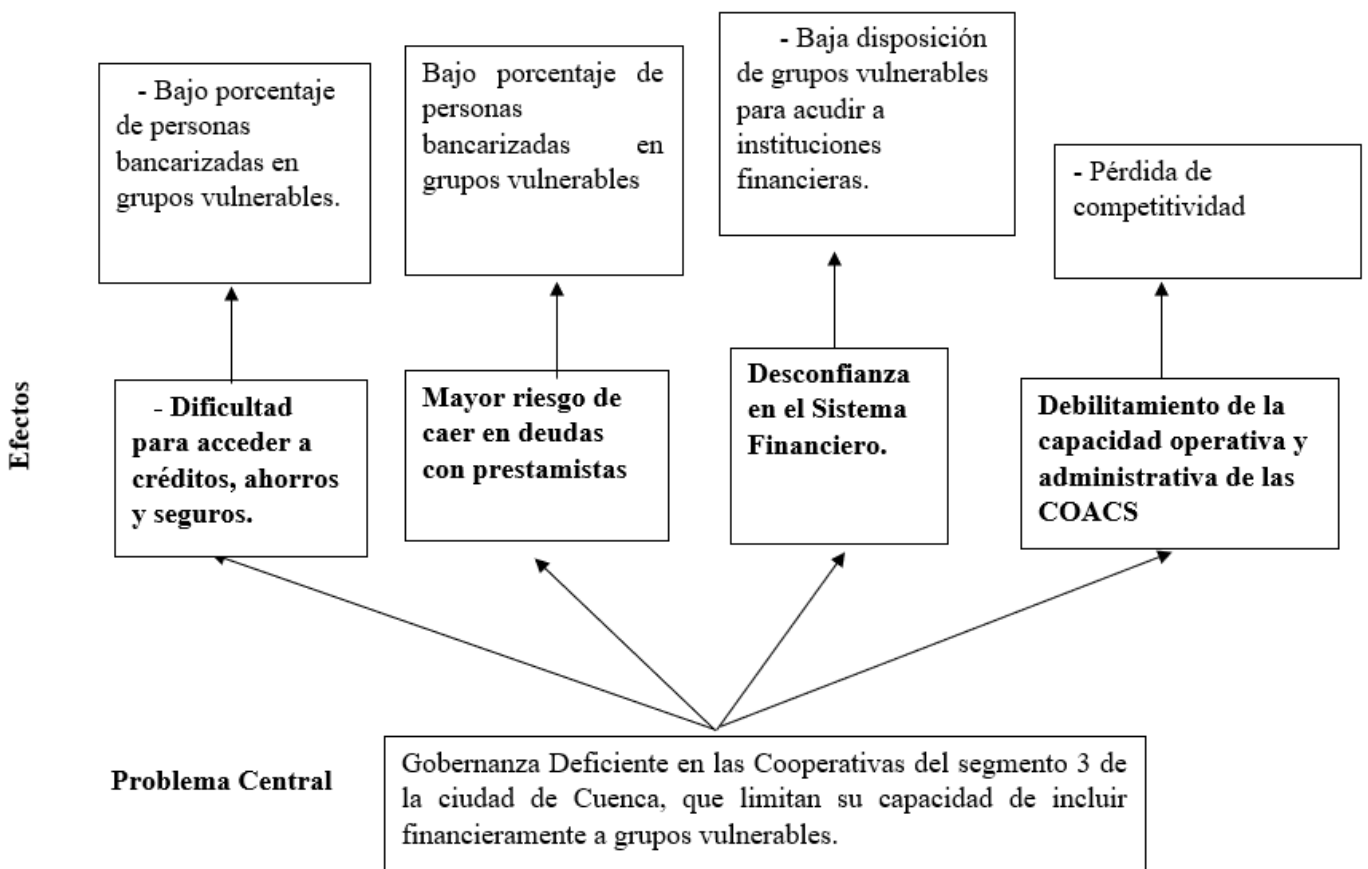 - Bajo porcentaje
de personas
bancarizadas en
grupos vulnerables.
Bajo porcentaje de
personas
bancarizadas en
grupos vulnerables
- Baja disposición
de grupos vulnerables
para acudir a
instituciones
financieras.
- Pérdida de
competitividad
Efectos
- Dificultad
para acceder a
créditos, ahorros
y seguros.
Mayor riesgo de
caer en deudas
con prestamistas
Desconfianza
en el Sistema
Financiero.
Debilitamiento de la
capacidad operativa y
administrativa de las
COACS
Problema Central
Gobernanza Deficiente en las Cooperativas del segmento 3 de
la ciudad de Cuenca, que limitan su capacidad de incluir
financieramente a grupos vulnerables.